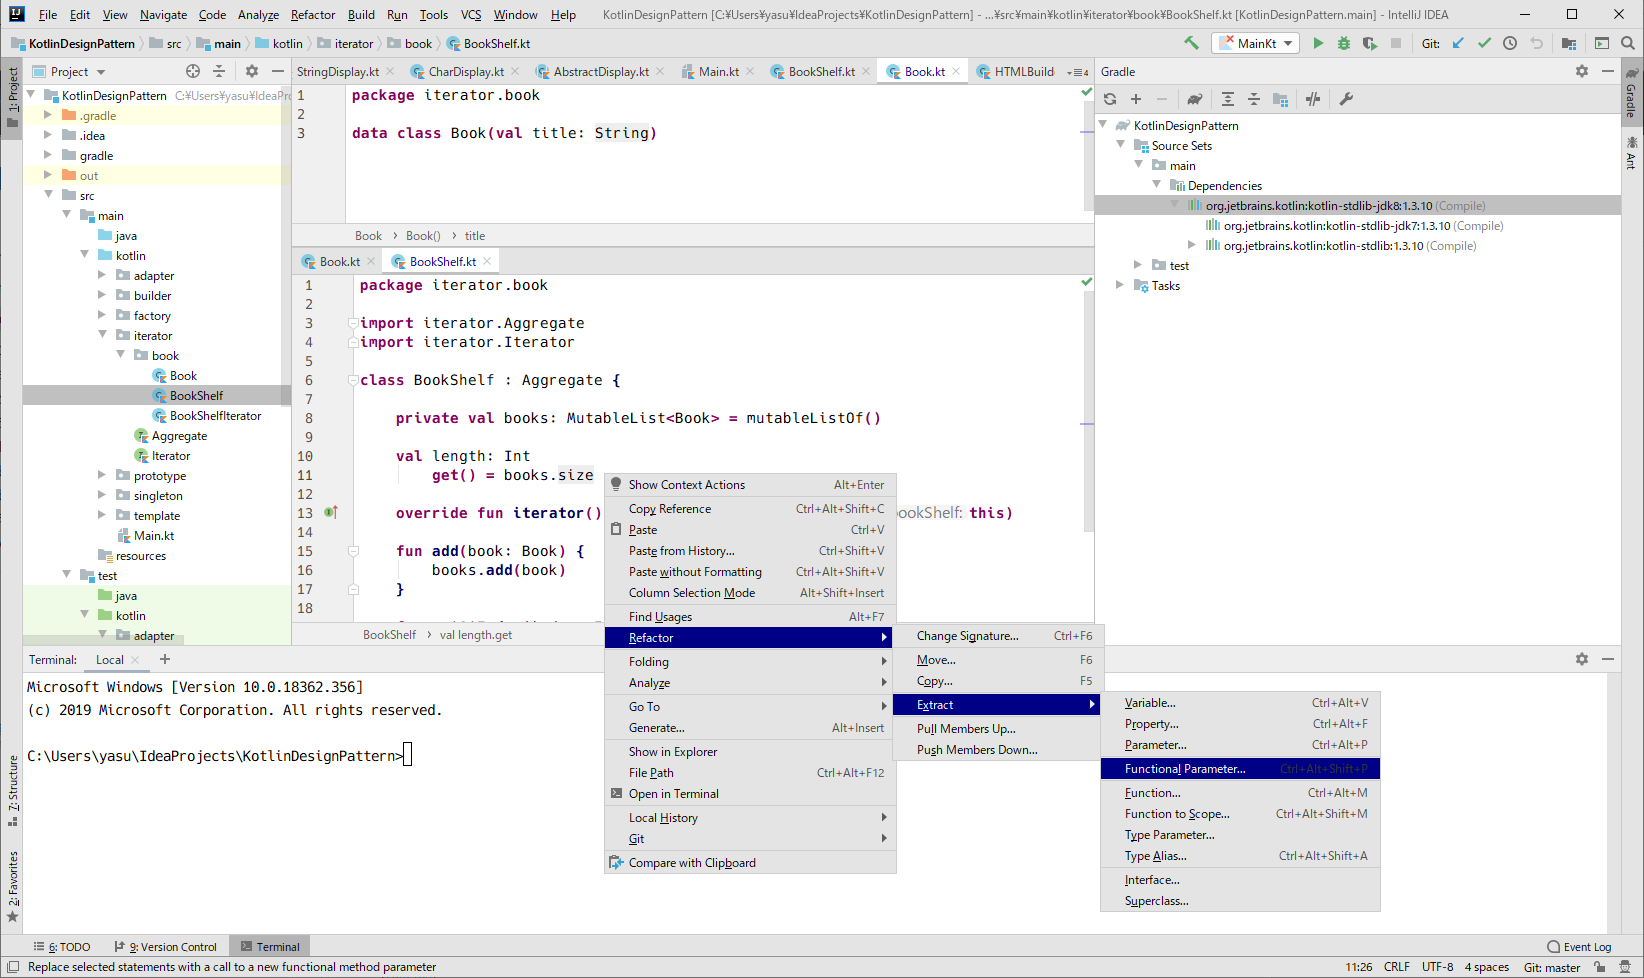 File Edit View Navigate Code Analyze Refactor Build Run Tools VCS Window Help KotlinDesignPattern [C:¥Users¥yasu¥IdeaProjects¥KotlinDesignPattern] - ...¥src¥main¥kotlin¥iterator¥book¥BookShelf.kt [KotlinDesignPattern.main] - IntelliJ IDEA
KotlinDesignPattern src main kotlin iterator book BookShelf.kt MainKt Git:
Project StringDisplay.kt CharDisplay.kt AbstractDisplay.kt Main.kt BookShelf.kt Book.kt HTMLBuild 4 Gradle
1: Project
KotlinDesignPattern C:¥Users¥yasu¥IdeaPr
.gradle
.idea
gradle
out
src
main
java
kotlin
adapter
builder
factory
iterator
book
Book
BookShelf
BookShelfIterator
Aggregate
Iterator
prototype
singleton
template
Main.kt
resources
test
java
kotlin
adapter
1 package iterator.book
2
3 data class Book(val title: String)
Book Book() title
Book.kt BookShelf.kt
1 package iterator.book
2
3 import iterator.Aggregate
4 import iterator.Iterator
5
6 class BookShelf : Aggregate {
7
8 private val books: MutableList<Book> = mutableListOf()
9
10 val length: Int
11 get() = books.size
12
13 override fun iterator() ookShelf: this)
14
15 fun add(book: Book) {
16 books.add(book)
17 }
18
BookShelf val length.get
KotlinDesignPattern
Source Sets
main
Dependencies
org.jetbrains.kotlin:kotlin-stdlib-jdk8:1.3.10 (Compile)
org.jetbrains.kotlin:kotlin-stdlib-jdk7:1.3.10 (Compile)
org.jetbrains.kotlin:kotlin-stdlib:1.3.10 (Compile)
test
Tasks
Gradle
Ant
Show Context Actions Alt+Enter
Copy Reference Ctrl+Alt+Shift+C
Paste Ctrl+V
Paste from History... Ctrl+Shift+V
Paste without Formatting Ctrl+Alt+Shift+V
Column Selection Mode Alt+Shift+Insert
Find Usages Alt+F7
Refactor
Folding
Analyze
Go To
Generate... Alt+Insert
Show in Explorer
File Path Ctrl+Alt+F12
Open in Terminal
Local History
Git
Compare with Clipboard
Change Signature... Ctrl+F6
Move... F6
Copy... F5
Extract
Pull Members Up...
Push Members Down...
Variable... Ctrl+Alt+V
Property... Ctrl+Alt+F
Parameter... Ctrl+Alt+P
Functional Parameter... Ctrl+Alt+Shift+P
Function... Ctrl+Alt+M
Function to Scope... Ctrl+Alt+Shift+M
Type Parameter...
Type Alias... Ctrl+Alt+Shift+A
Interface...
Superclass...
Terminal: Local
Microsoft Windows [Version 10.0.18362.356]
(c) 2019 Microsoft Corporation. All rights reserved.
C:\Users\yasu\IdeaProjects\KotlinDesignPattern>
7: Structure
2: Favorites
6: TODO 9: Version Control Terminal Event Log
Replace selected statements with a call to a new functional method parameter 11:26 CRLF UTF-8 4 spaces Git: master